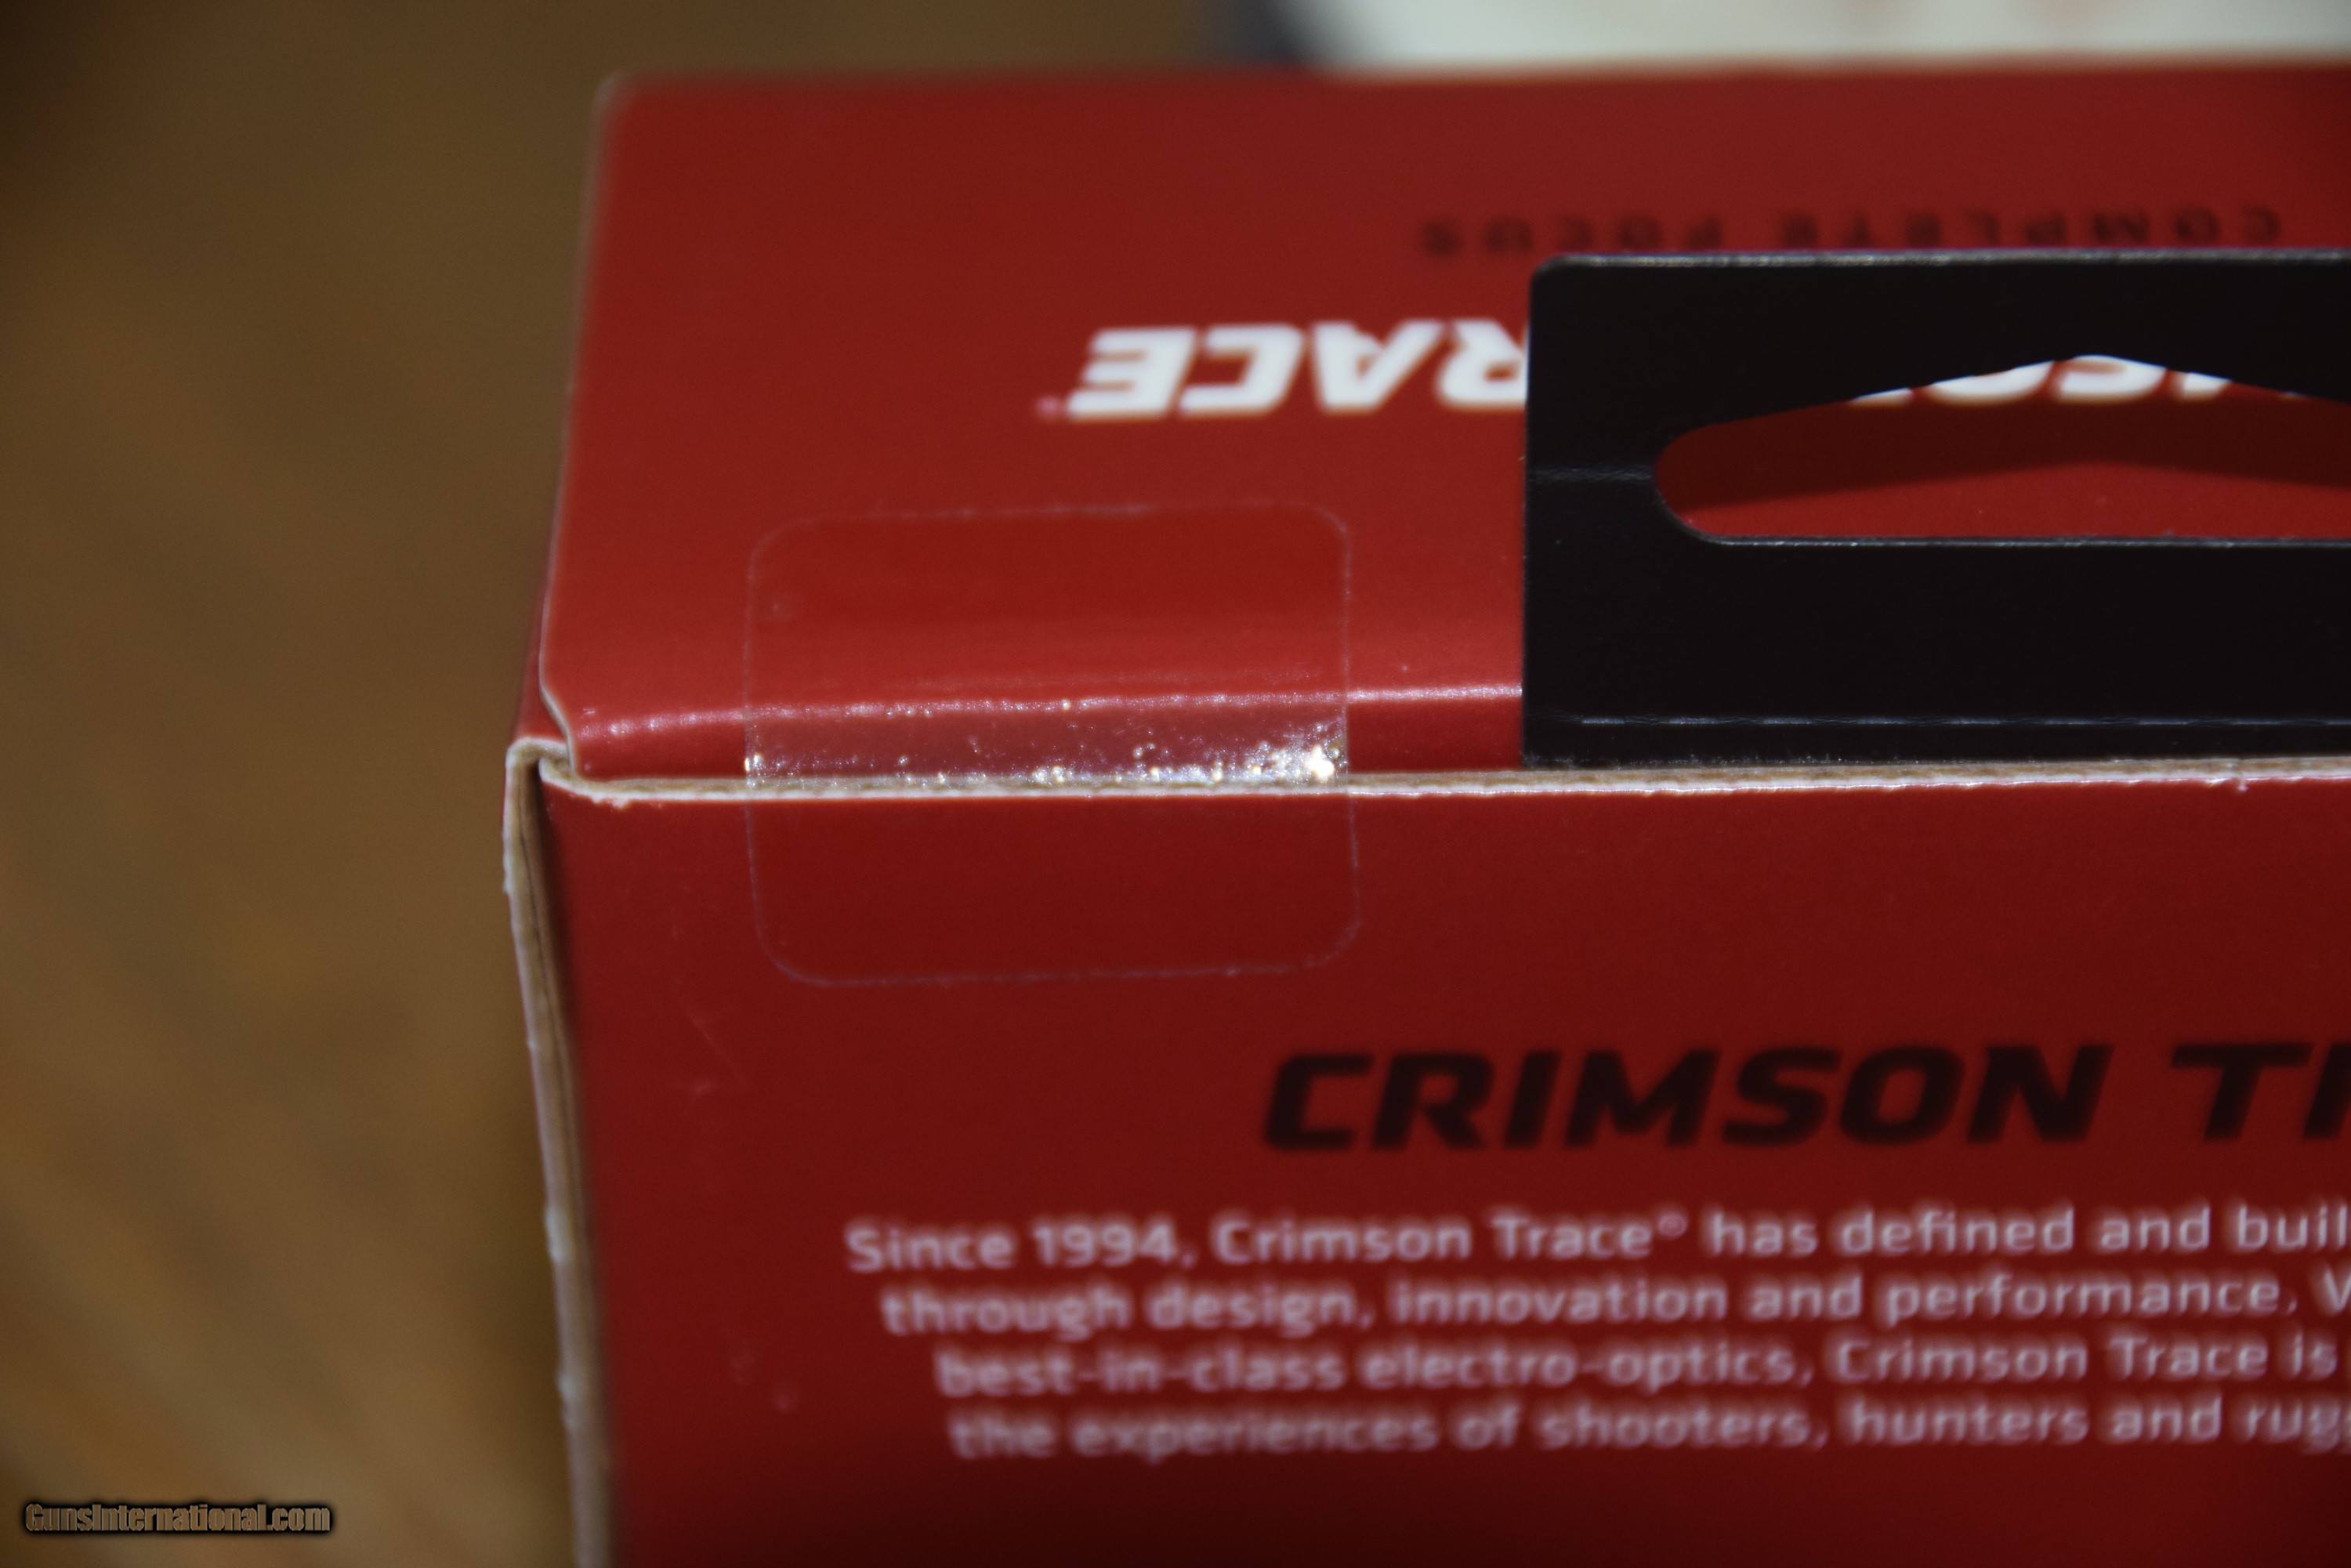 COMPLETE FOCUS
RACE
CRIMSON
Since 1994, Crimson Trace® has defined and buil
through design, innovation and performance. W
best-in-class electro-optics, Crimson Trace is
the experiences of shooters, hunters and rug
GunsInternational.com